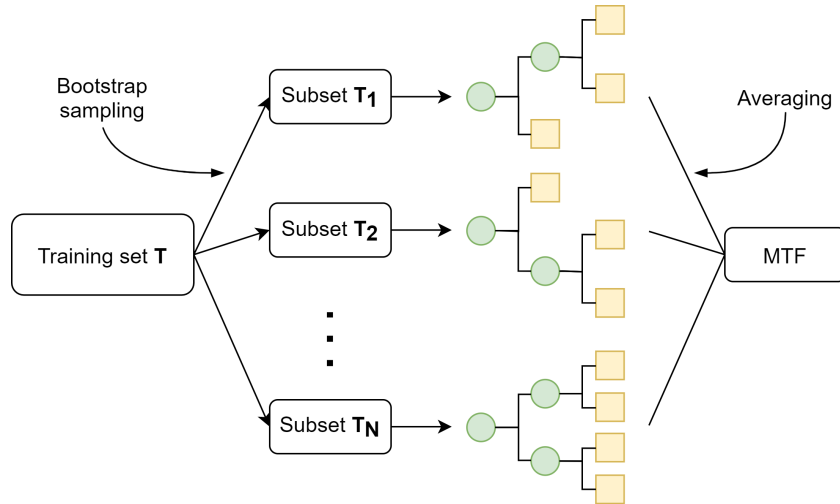 Bootstrap
sampling
Subset T1
Averaging
Training set T
Subset T2
MTF
Subset TN